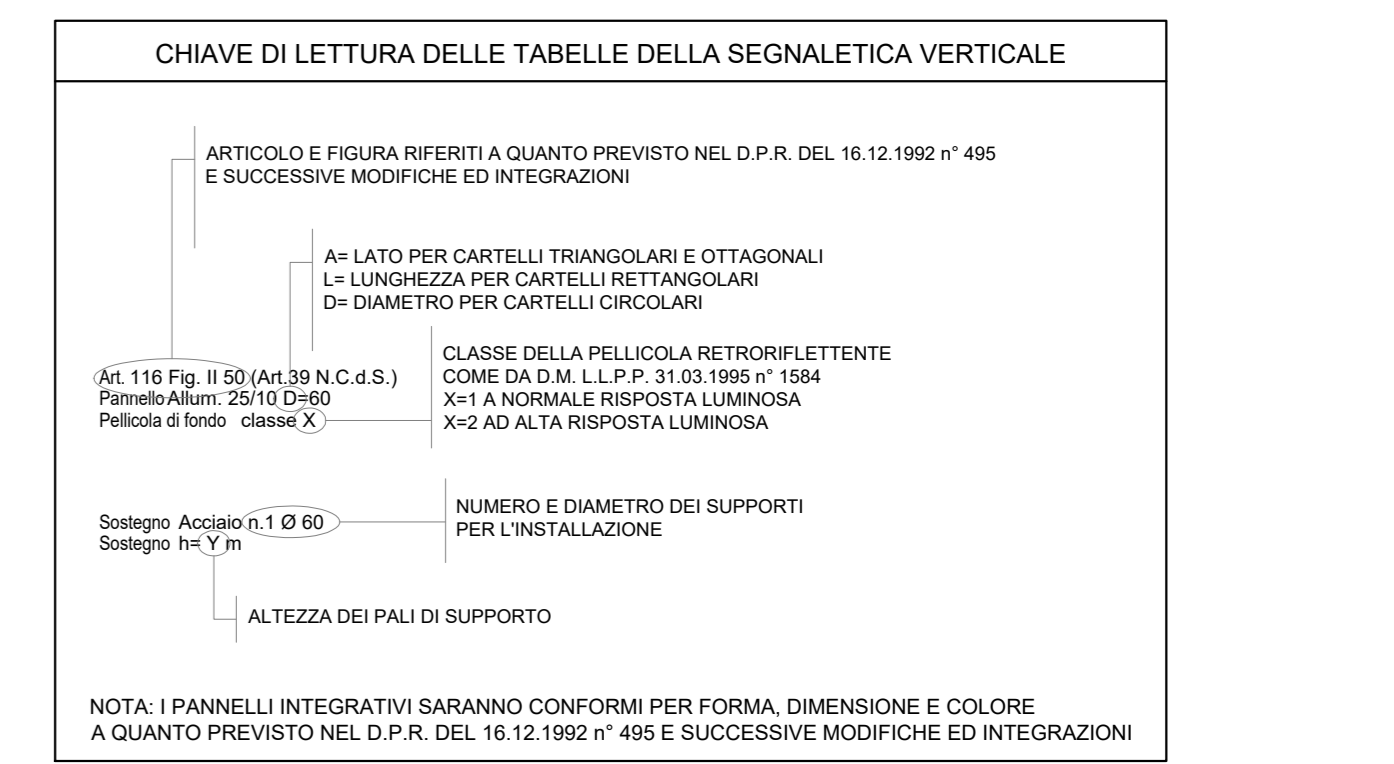 CHIAVE DI LETTURA DELLE TABELLE DELLA SEGNALETICA VERTICALE
ARTICOLO E FIGURA RIFERITI A QUANTO PREVISTO NEL D.P.R. DEL 16.12.1992 n° 495
E SUCCESSIVE MODIFICHE ED INTEGRAZIONI
A= LATO PER CARTELLI TRIANGOLARI E OTTAGONALI
L= LUNGHEZZA PER CARTELLI RETTANGOLARI
D= DIAMETRO PER CARTELLI CIRCOLARI
CLASSE DELLA PELLICOLA RETRORIFLETTENTE
COME DA D.M. L.L.P.P. 31.03.1995 n° 1584
X=1 A NORMALE RISPOSTA LUMINOSA
X=2 AD ALTA RISPOSTA LUMINOSA
Art. 116 Fig. II 50 (Art.39 N.C.d.S.)
Pannello Allum. 25/10 D=60
Pellicola di fondo classe X
NUMERO E DIAMETRO DEI SUPPORTI
PER L'INSTALLAZIONE
Sostegno Acciaio n.1 Ø 60
Sostegno h= Y m
ALTEZZA DEI PALI DI SUPPORTO
NOTA: I PANNELLI INTEGRATIVI SARANNO CONFORMI PER FORMA, DIMENSIONE E COLORE
A QUANTO PREVISTO NEL D.P.R. DEL 16.12.1992 n° 495 E SUCCESSIVE MODIFICHE ED INTEGRAZIONI